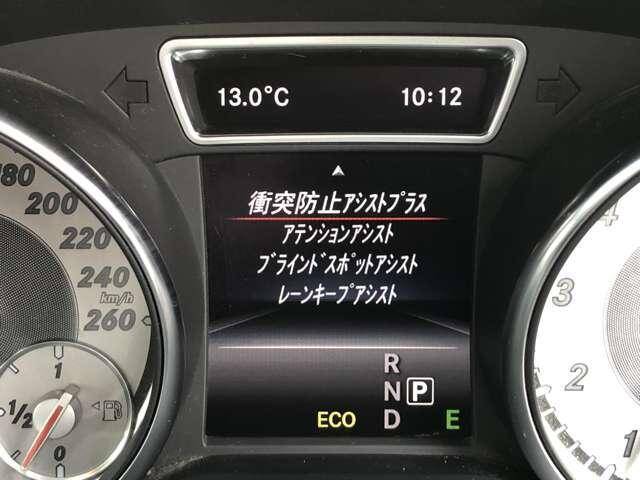 13.0°C 10:12
衝突防止ｱｼｽﾄﾌﾟﾗｽ
ｱﾃﾝｼｮﾝｱｼｽﾄ
ﾌﾞﾗｲﾝﾄﾞｽﾎﾟｯﾄｱｼｽﾄ
ﾚｰﾝｷｰﾌﾟｱｼｽﾄ
180
200
220
240
km/h
260
1
1/2
0
R
N P
ECO D E
4
3
2
1